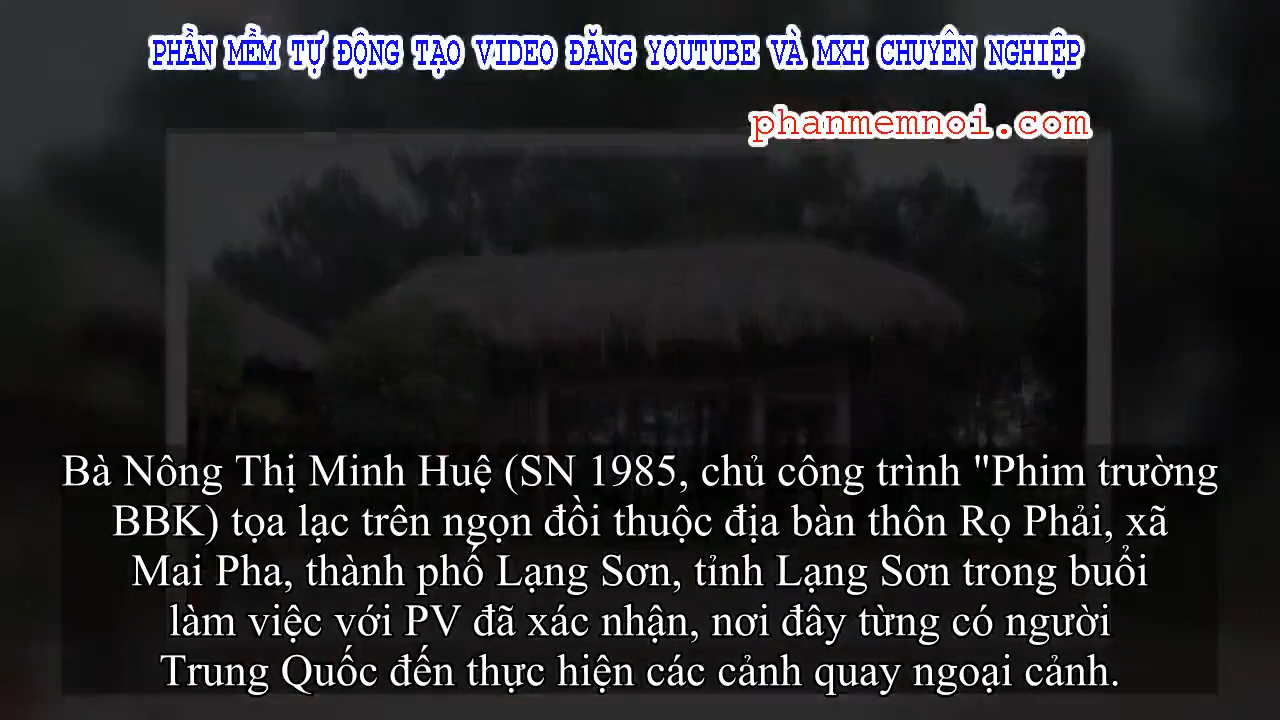 PHẦN MỀM TỰ ĐỘNG TẠO VIDEO ĐĂNG YOUTUBE VÀ MXH CHUYÊN NGHIỆP
phanmemnoi.com
Bà Nông Thị Minh Huệ (SN 1985, chủ công trình "Phim trường
BBK) tọa lạc trên ngọn đồi thuộc địa bàn thôn Rọ Phải, xã
Mai Pha, thành phố Lạng Sơn, tỉnh Lạng Sơn trong buổi
làm việc với PV đã xác nhận, nơi đây từng có người
Trung Quốc đến thực hiện các cảnh quay ngoại cảnh.